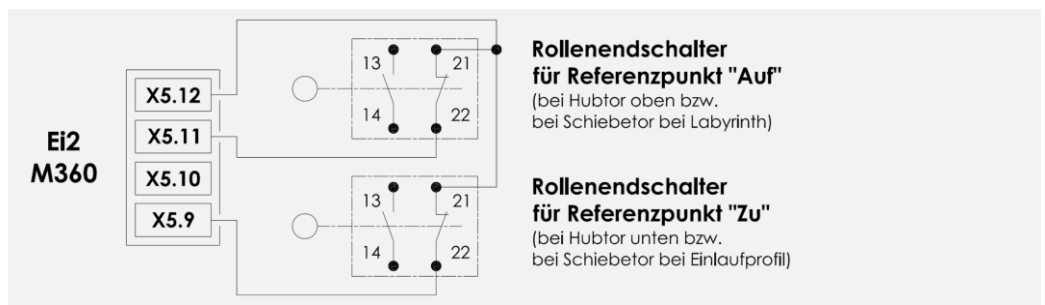 Ei2
M360
X5.12
X5.11
X5.10
X5.9
13
21
14
22
Rollenendschalter
für Referenzpunkt "Auf"
(bei Hubtor oben bzw.
bei Schiebetor bei Labyrinth)
13
21
14
22
Rollenendschalter
für Referenzpunkt "Zu"
(bei Hubtor unten bzw.
bei Schiebetor bei Einlaufprofil)